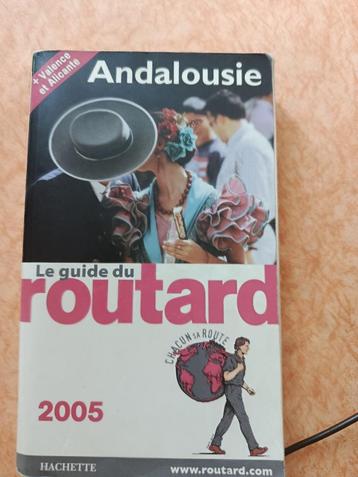 + Valence
et Alicante
Andalousie
Le guide du
routard
CHACUN SA ROUTE
2005
HACHETTE
www.routard.com